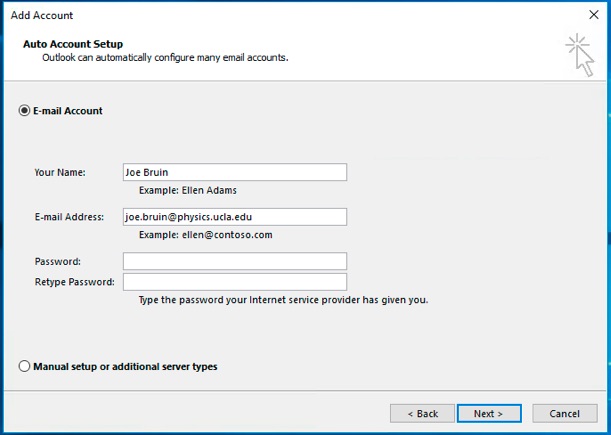 Add Account
Auto Account Setup
Outlook can automatically configure many email accounts.
E-mail Account
Your Name: Joe Bruin
Example: Ellen Adams
E-mail Address: joe.bruin@physics.ucla.edu
Example: ellen@contoso.com
Password:
Retype Password:
Type the password your Internet service provider has given you.
Manual setup or additional server types
< Back Next > Cancel